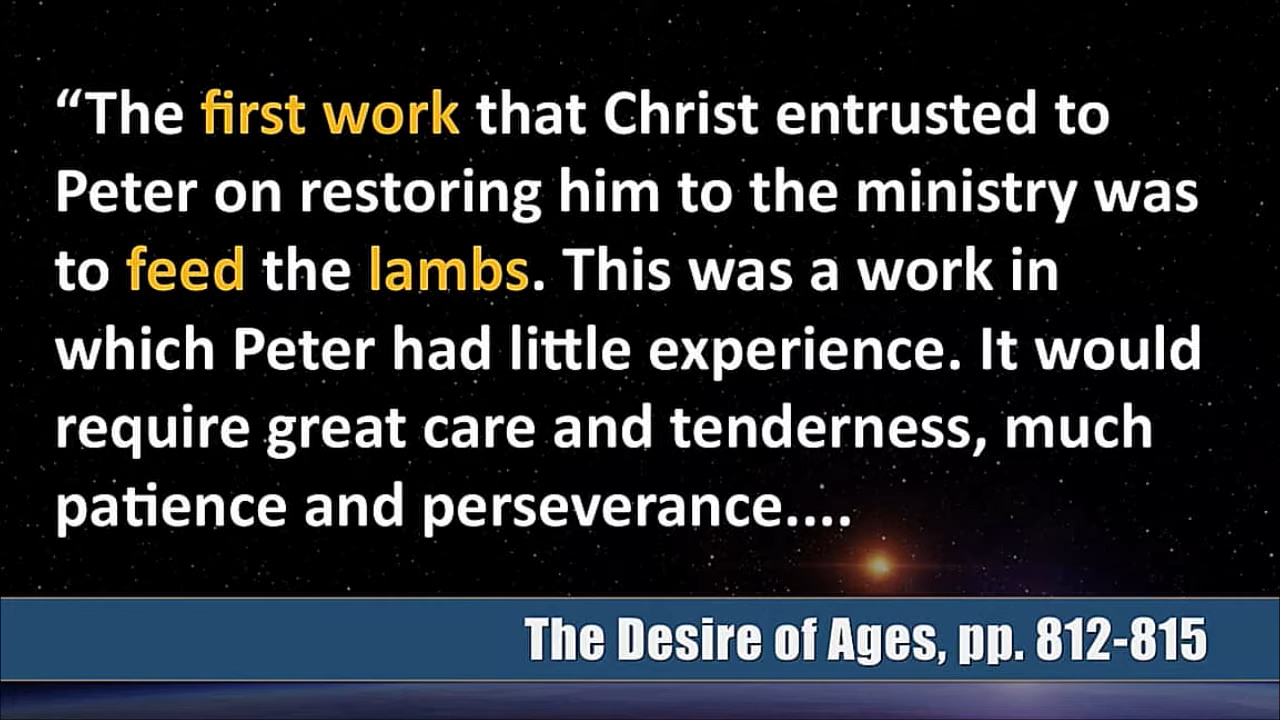 “The first work that Christ entrusted to
Peter on restoring him to the ministry was
to feed the lambs. This was a work in
which Peter had little experience. It would
require great care and tenderness, much
patience and perseverance....
The Desire of Ages, pp. 812-815